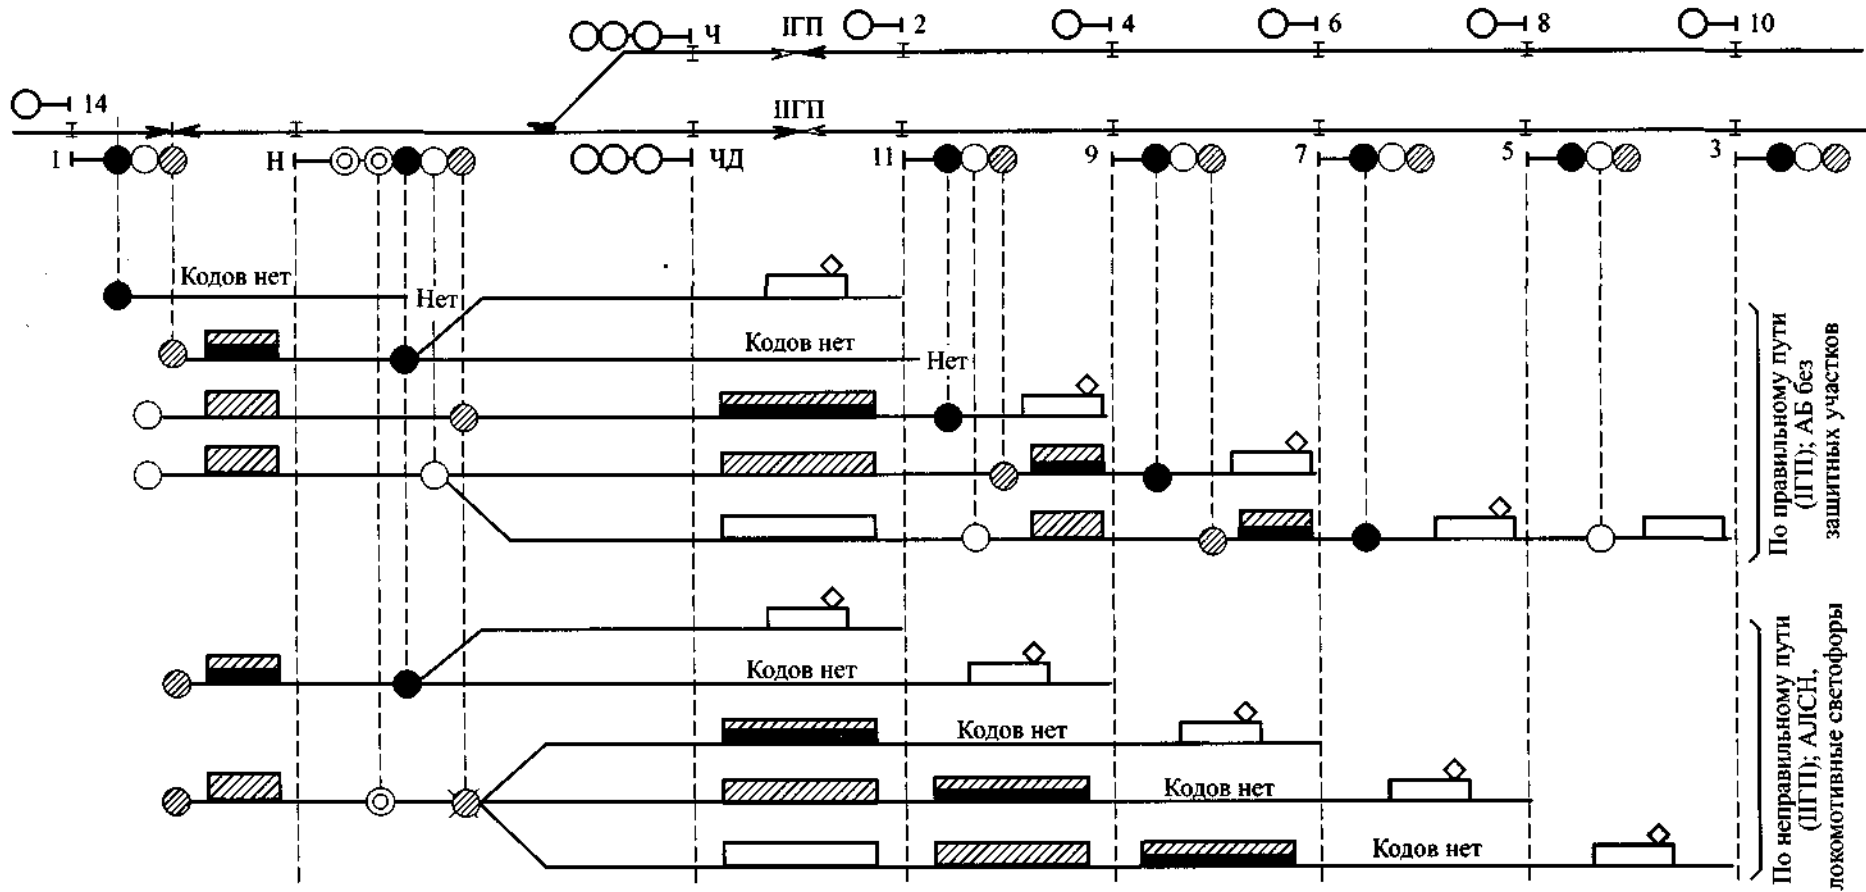 Ч
IГП
2
4
6
8
10
14
IIГП
1
Н
ЧД
11
9
7
5
3
Кодов нет
Нет
Кодов нет
Нет
По правильному пути
(IГП); АБ без
защитных участков
Кодов нет
Кодов нет
Кодов нет
Кодов нет
По неправильному пути
(IIГП); АЛСН,
локомотивные светофоры